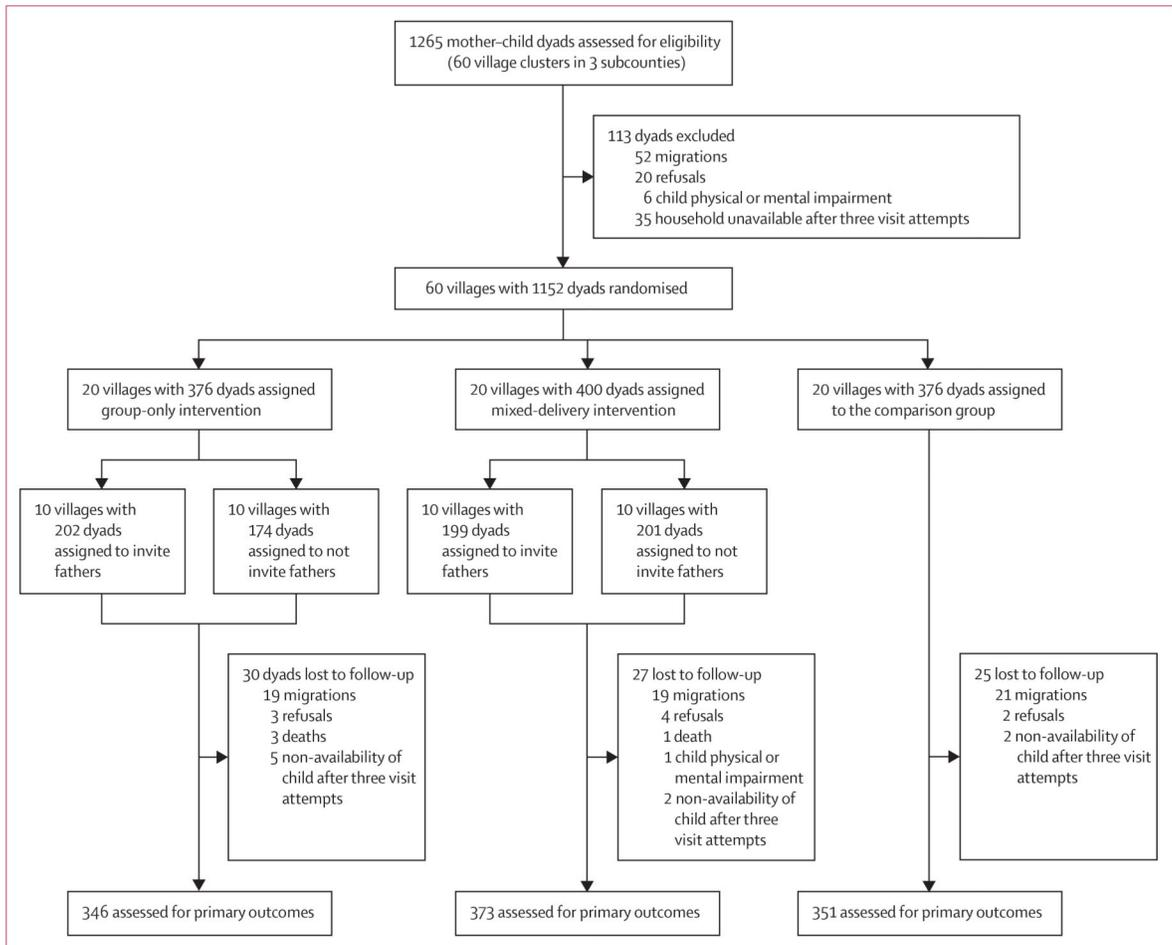 1265 mother–child dyads assessed for eligibility
(60 village clusters in 3 subcounties)
113 dyads excluded
52 migrations
20 refusals
6 child physical or mental impairment
35 household unavailable after three visit attempts
60 villages with 1152 dyads randomised
20 villages with 376 dyads assigned
group-only intervention
20 villages with 400 dyads assigned
mixed-delivery intervention
20 villages with 376 dyads assigned
to the comparison group
10 villages with
202 dyads
assigned to invite
fathers
10 villages with
174 dyads
assigned to not
invite fathers
10 villages with
199 dyads
assigned to invite
fathers
10 villages with
201 dyads
assigned to not
invite fathers
30 dyads lost to follow-up
19 migrations
3 refusals
3 deaths
5 non-availability of
child after three visit
attempts
27 lost to follow-up
19 migrations
4 refusals
1 death
1 child physical or
mental impairment
2 non-availability of
child after three
visit attempts
25 lost to follow-up
21 migrations
2 refusals
2 non-availability of
child after three visit
attempts
346 assessed for primary outcomes
373 assessed for primary outcomes
351 assessed for primary outcomes